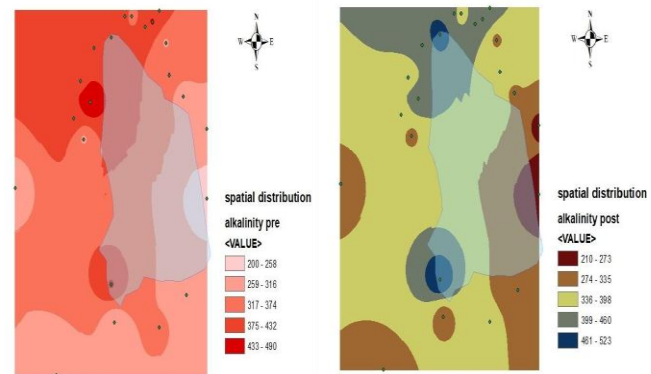 N
W E
S
spatial distribution
alkalinity pre
<VALUE>
200 - 258
259 - 316
317 - 374
375 - 432
433 - 490
N
W E
S
spatial distribution
alkalinity post
<VALUE>
210 - 273
274 - 335
336 - 398
399 - 460
461 - 523